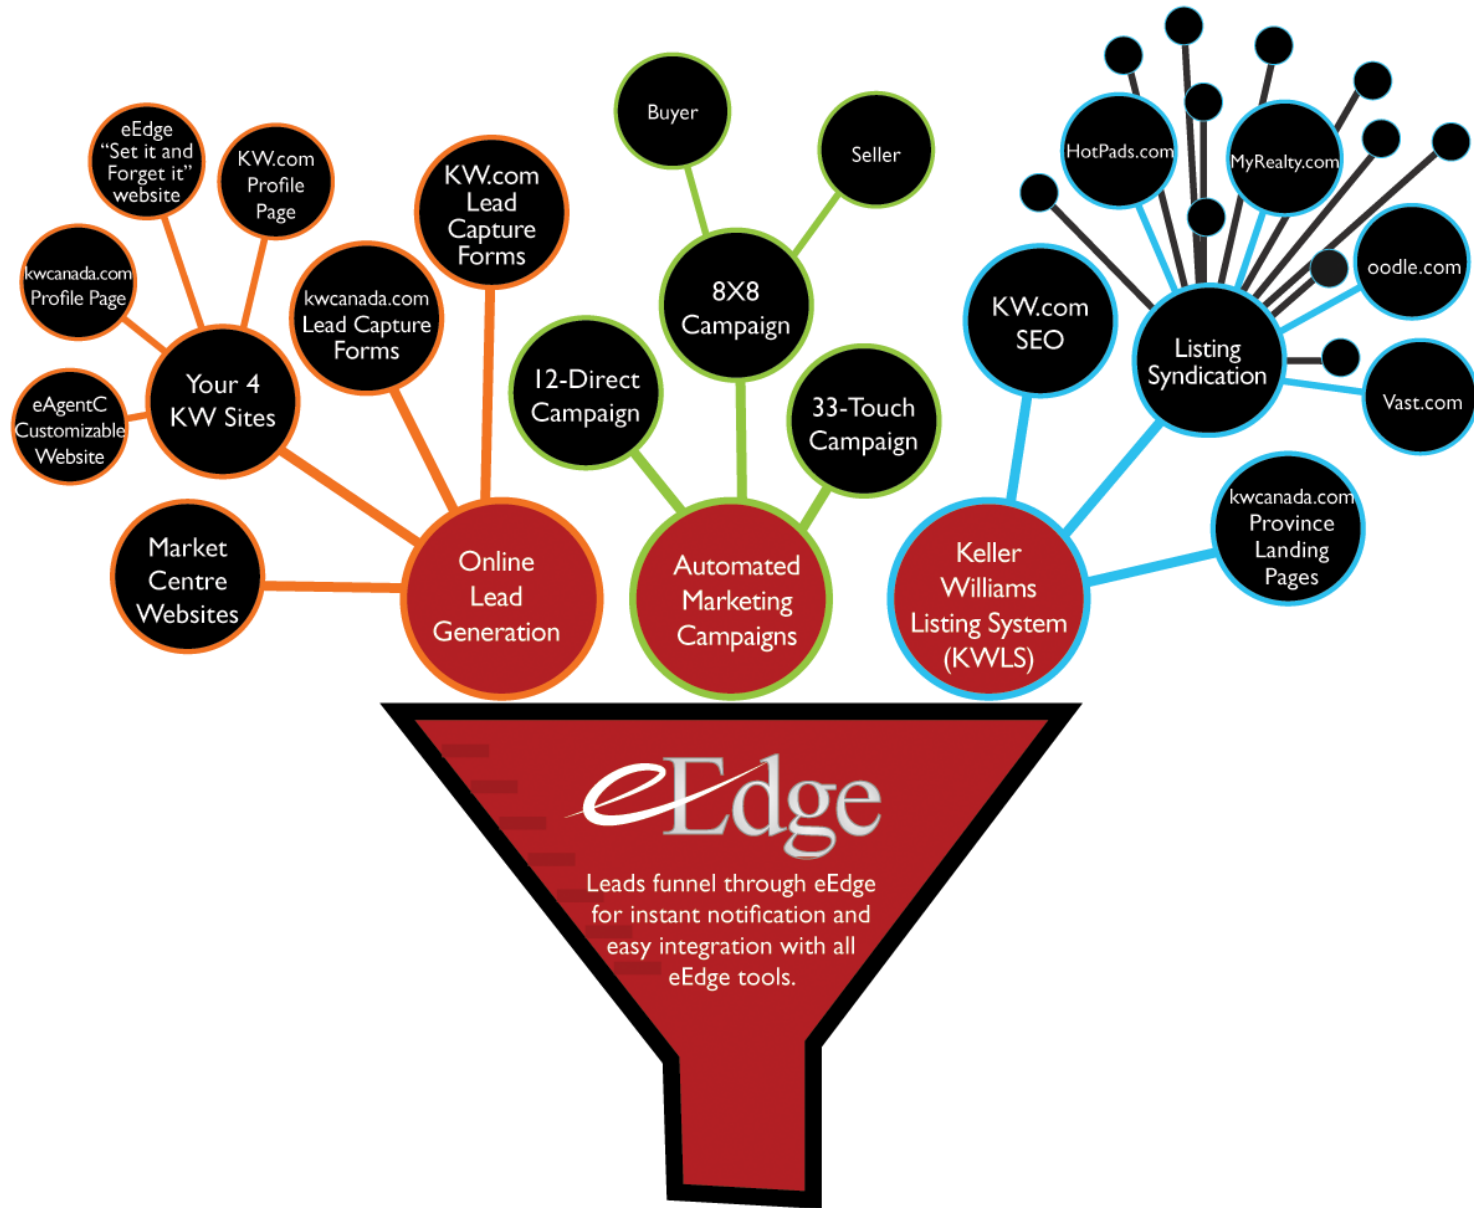 eEdge
"Set it and
Forget it"
website
KW.com
Profile
Page
kwcanada.com
Profile Page
eAgentC
Customizable
Website
Your 4
KW Sites
Market
Centre
Websites
kwcanada.com
Lead Capture
Forms
KW.com
Lead
Capture
Forms
Online
Lead
Generation
Buyer
Seller
8X8
Campaign
12-Direct
Campaign
33-Touch
Campaign
Automated
Marketing
Campaigns
HotPads.com
MyRealty.com
oodle.com
Vast.com
Listing
Syndication
KW.com
SEO
kwcanada.com
Province
Landing
Pages
Keller
Williams
Listing System
(KWLS)
eEdge
Leads funnel through eEdge
for instant notification and
easy integration with all
eEdge tools.